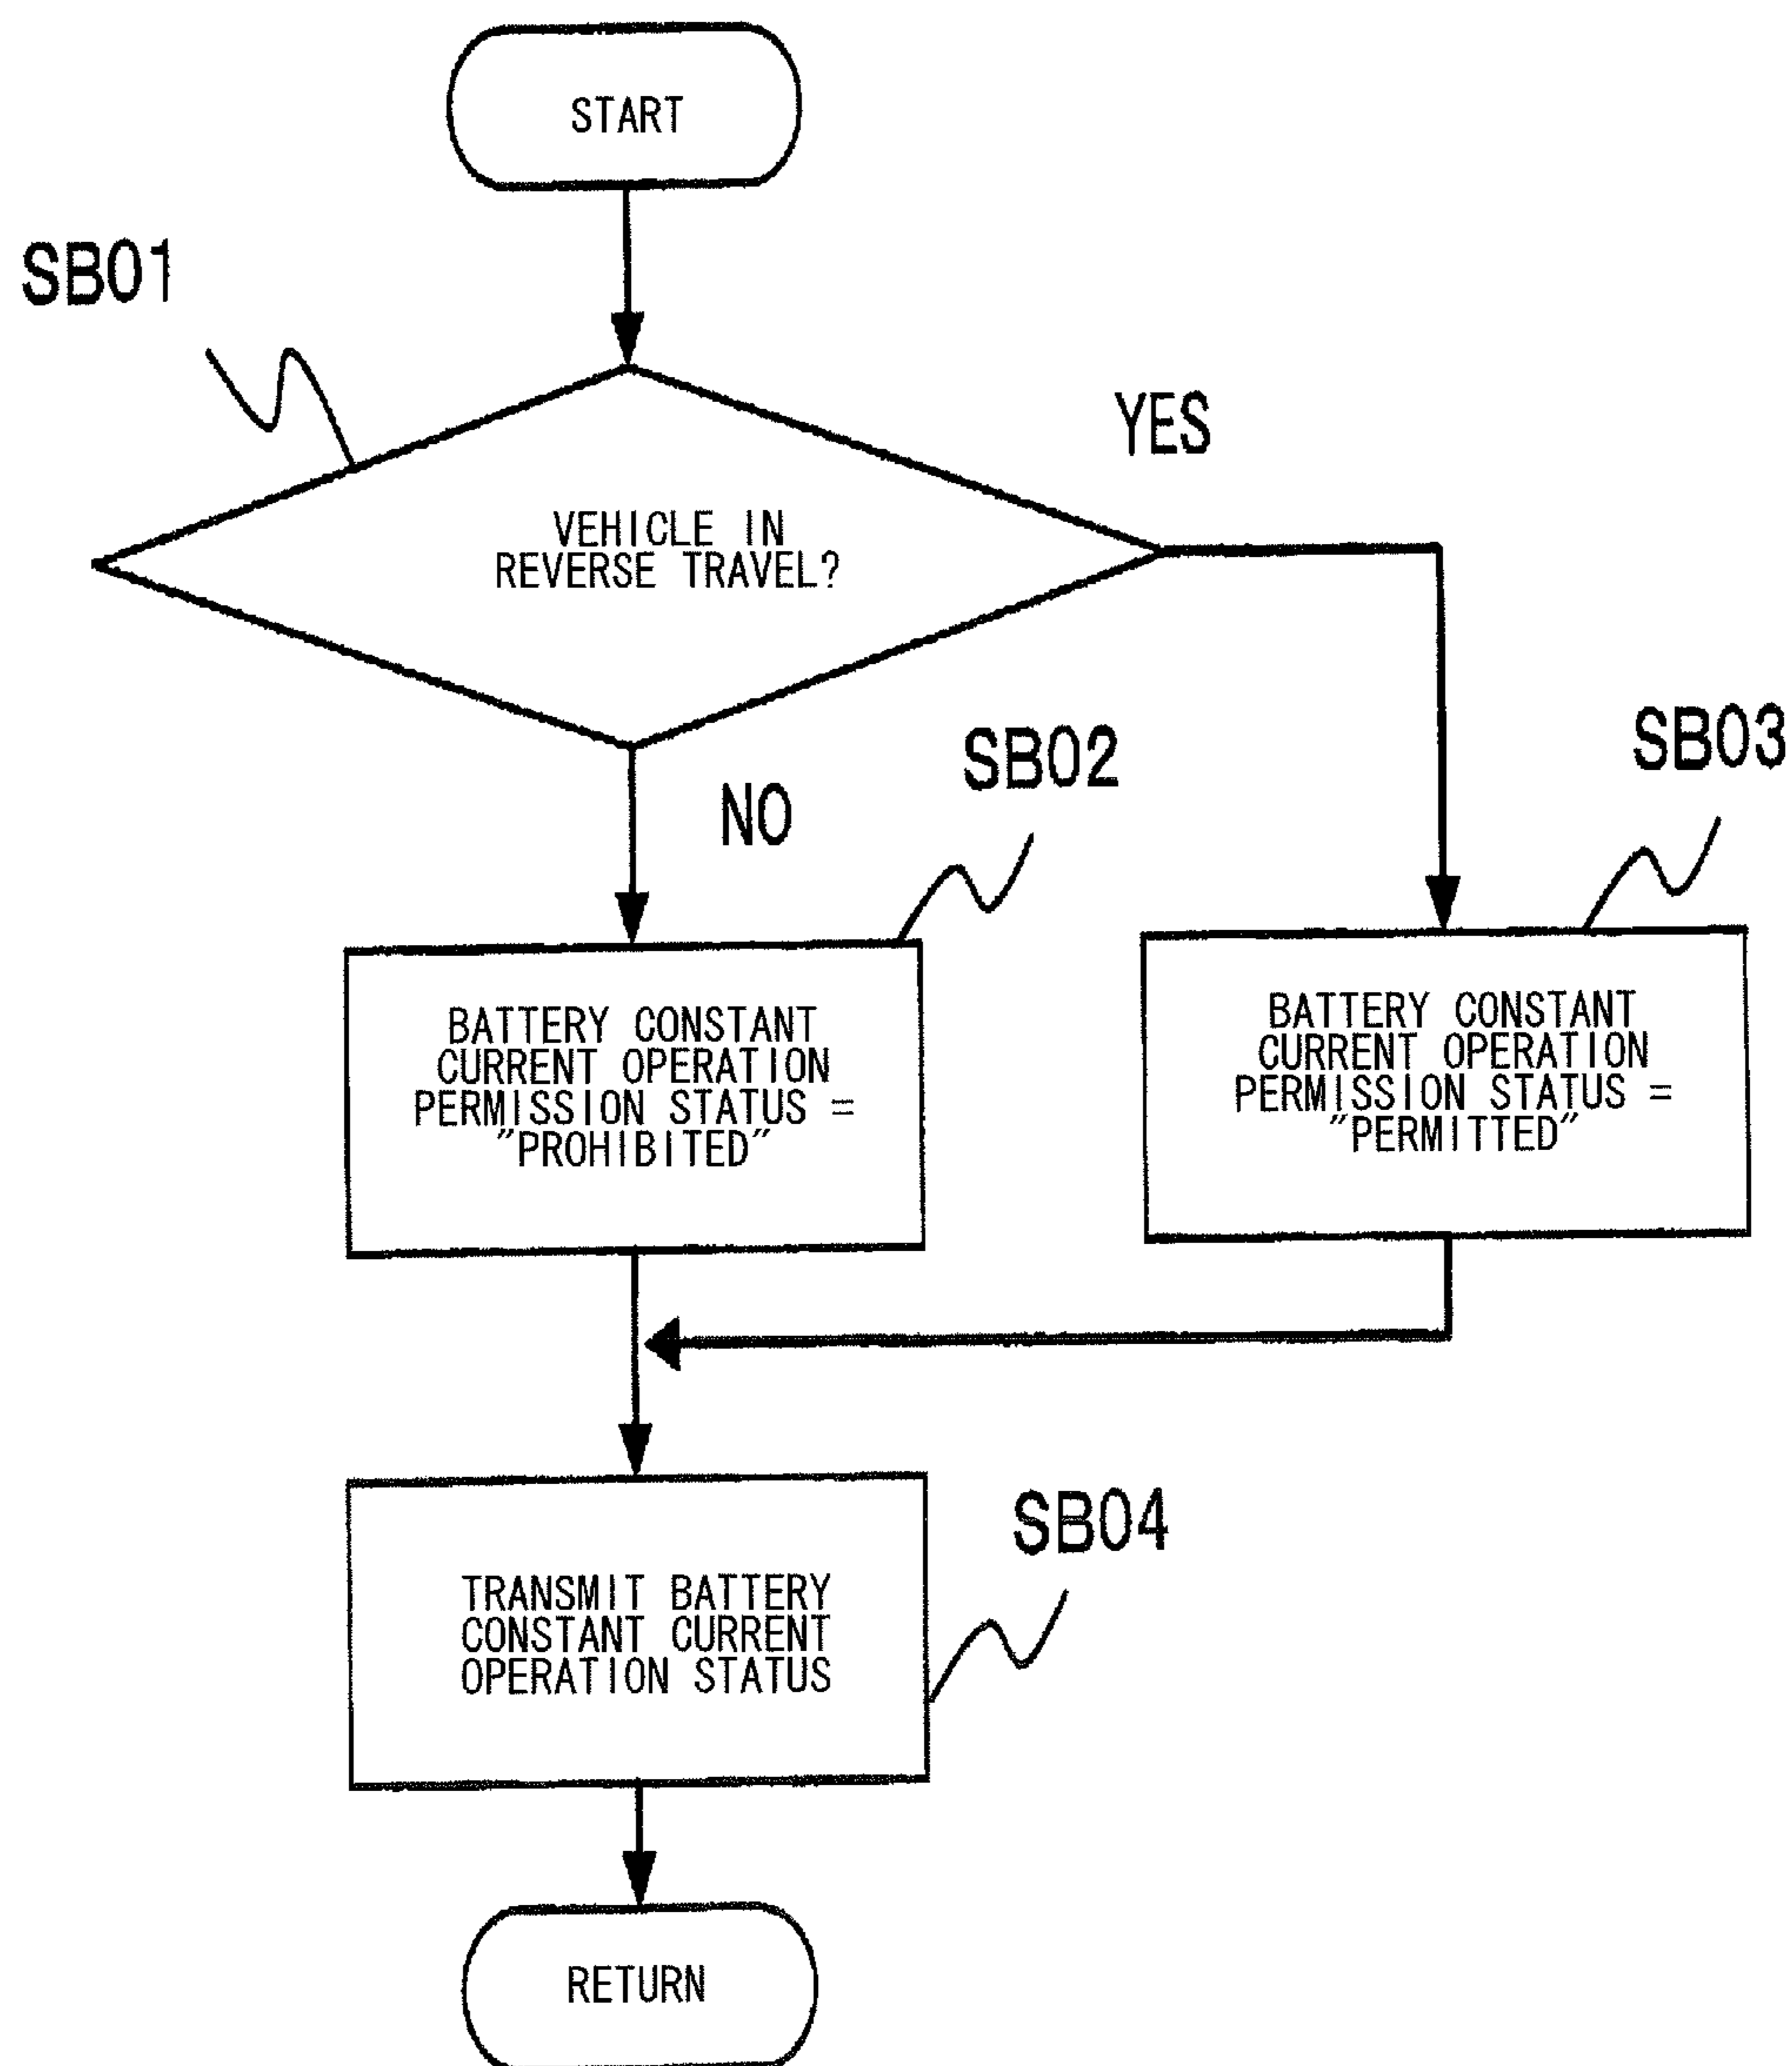 START
SB01
YES
VEHICLE IN
REVERSE TRAVEL?
NO
SB02
SB03
BATTERY CONSTANT
CURRENT OPERATION
PERMISSION STATUS =
"PROHIBITED"
BATTERY CONSTANT
CURRENT OPERATION
PERMISSION STATUS =
"PERMITTED"
SB04
TRANSMIT BATTERY
CONSTANT CURRENT
OPERATION STATUS
RETURN